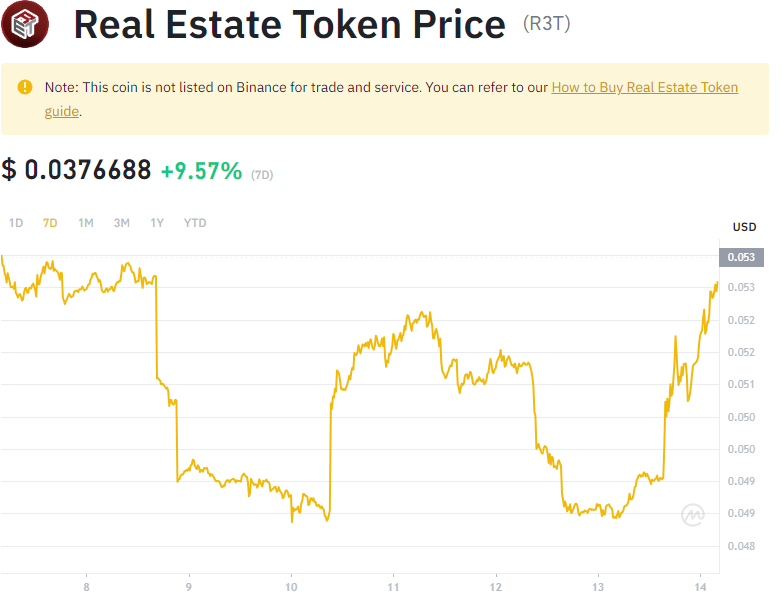 Real Estate Token Price (R3T)
Note: This coin is not listed on Binance for trade and service. You can refer to our How to Buy Real Estate Token
guide.
$ 0.0376688 +9.57% (7D)
1D 7D 1M 3M 1Y YTD
USD
0.053
0.053
0.052
0.052
0.051
0.050
0.050
0.049
0.049
0.048
8 9 10 11 12 13 14